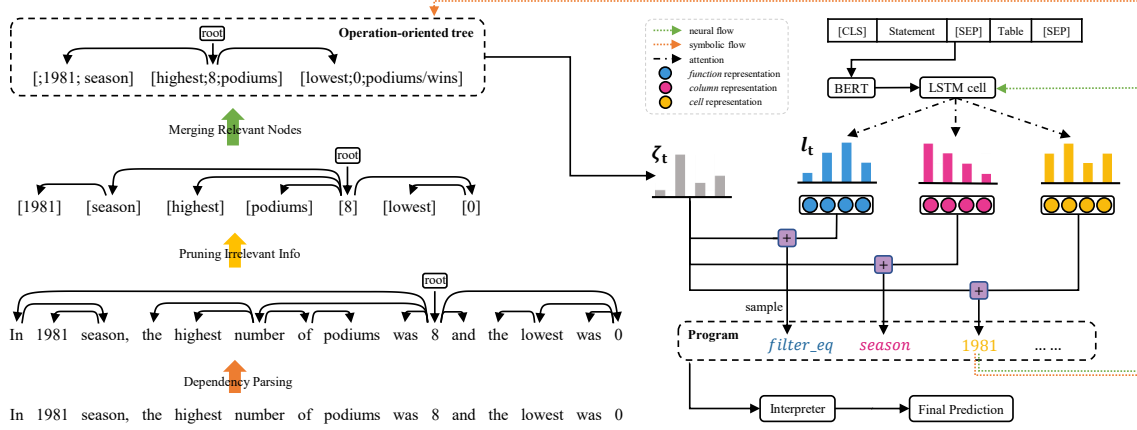 root
Operation-oriented tree
[;1981; season] [highest;8;podiums] [lowest;0;podiums/wins]
Merging Relevant Nodes
root
[1981] [season] [highest] [podiums] [8] [lowest] [0]
Pruning Irrelevant Info
root
In 1981 season, the highest number of podiums was 8 and the lowest was 0
Dependency Parsing
In 1981 season, the highest number of podiums was 8 and the lowest was 0
neural flow
symbolic flow
attention
function representation
column representation
cell representation
[CLS] Statement [SEP] Table [SEP]
BERT
LSTM cell
ζt
lt
+
+
+
sample
Program
filter_eq season 1981 ... ...
Interpreter
Final Prediction